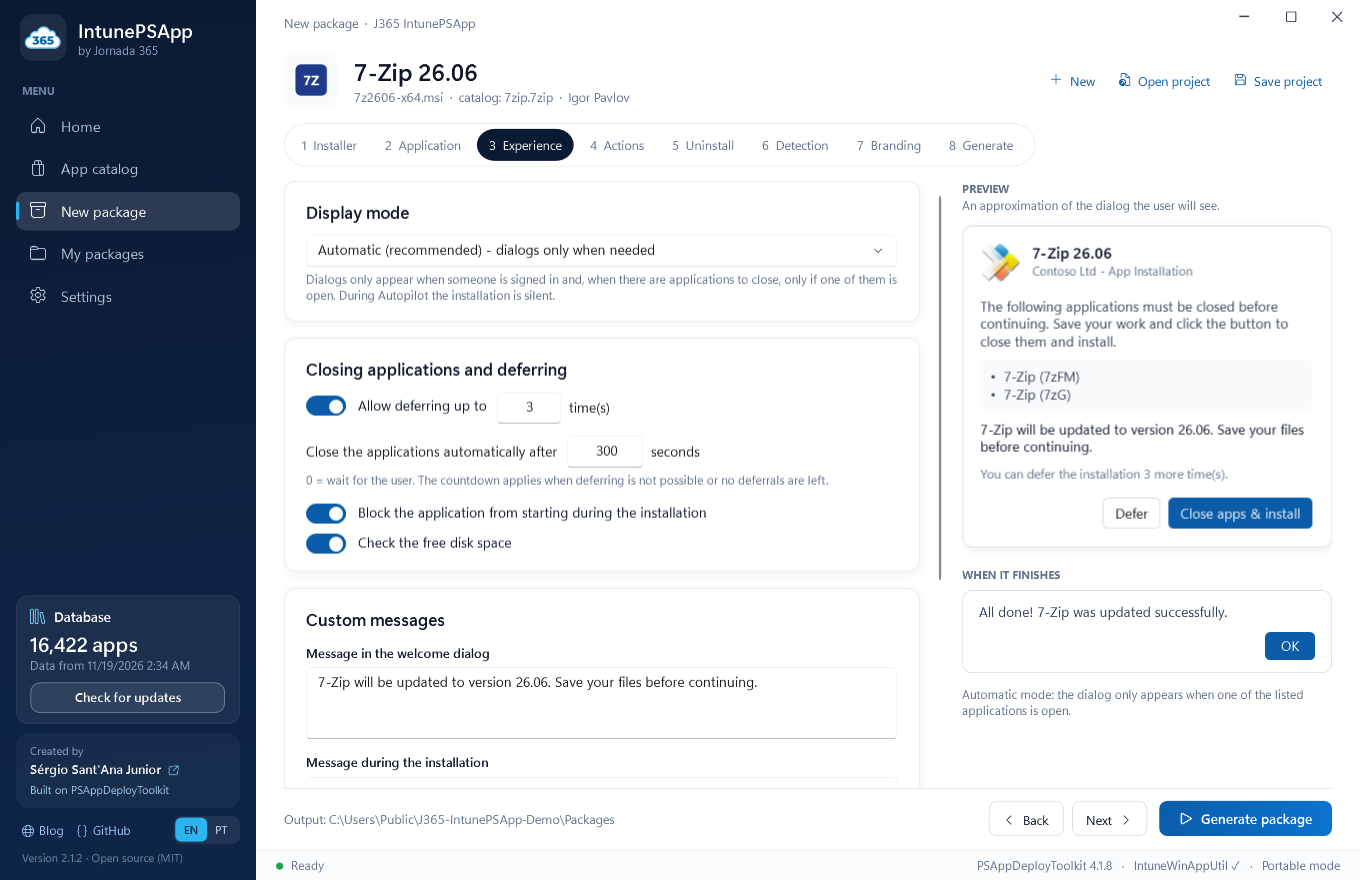 365
IntunePSApp
by Jornada 365
MENU
Home
App catalog
New package
My packages
Settings
Database
16,422 apps
Data from 11/19/2026 2:34 AM
Check for updates
Created by
Sérgio Sant'Ana Junior
Built on PSAppDeployToolkit
Blog
{} GitHub
EN
PT
Version 2.1.2 · Open source (MIT)
New package · J365 IntunePSApp
7Z
7-Zip 26.06
7z2606-x64.msi · catalog: 7zip.7zip · Igor Pavlov
New
Open project
Save project
1 Installer
2 Application
3 Experience
4 Actions
5 Uninstall
6 Detection
7 Branding
8 Generate
Display mode
Automatic (recommended) - dialogs only when needed
Dialogs only appear when someone is signed in and, when there are applications to close, only if one of them is
open. During Autopilot the installation is silent.
Closing applications and deferring
Allow deferring up to 3 time(s)
Close the applications automatically after 300 seconds
0 = wait for the user. The countdown applies when deferring is not possible or no deferrals are left.
Block the application from starting during the installation
Check the free disk space
Custom messages
Message in the welcome dialog
7-Zip will be updated to version 26.06. Save your files before continuing.
Message during the installation
PREVIEW
An approximation of the dialog the user will see.
7-Zip 26.06
Contoso Ltd - App Installation
The following applications must be closed before
continuing. Save your work and click the button to
close them and install.
• 7-Zip (7zFM)
• 7-Zip (7zG)
7-Zip will be updated to version 26.06. Save your files
before continuing.
You can defer the installation 3 more time(s).
Defer
Close apps & install
WHEN IT FINISHES
All done! 7-Zip was updated successfully.
OK
Automatic mode: the dialog only appears when one of the listed
applications is open.
Output: C:\Users\Public\J365-IntunePSApp-Demo\Packages
Back
Next
Generate package
Ready
PSAppDeployToolkit 4.1.8 · IntuneWinAppUtil ✓ · Portable mode